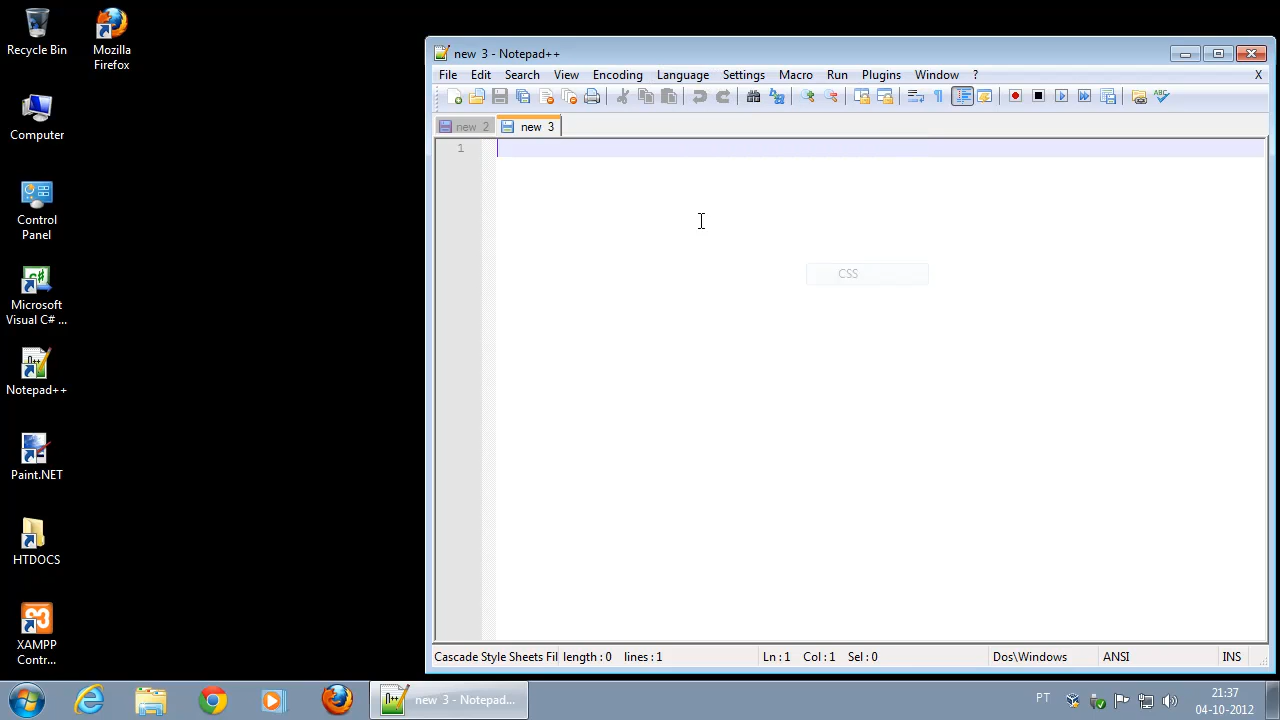 Recycle Bin
Mozilla
Firefox
Computer
Control
Panel
Microsoft
Visual C# ...
Notepad++
Paint.NET
HTDOCS
XAMPP
Contr...
new 3 - Notepad++
File Edit Search View Encoding Language Settings Macro Run Plugins Window ? X
new 2 new 3
1
CSS
Cascade Style Sheets Fil length : 0 lines : 1 Ln : 1 Col : 1 Sel : 0 Dos\Windows ANSI INS
new 3 - Notepad...
PT
21:37
04-10-2012